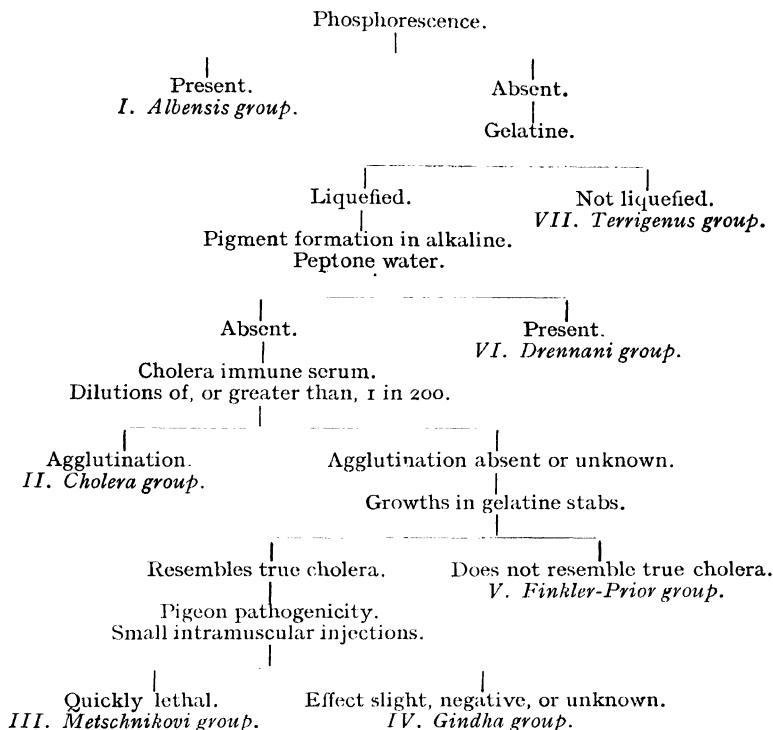 Phosphorescence.
Present.
I. Albensis group.
Absent.
Gelatine.
Liquefied.
Not liquefied.
VII. Terrigenus group.
Pigment formation in alkaline.
Peptone water.
Absent.
Present.
VI. Drennani group.
Cholera immune serum.
Dilutions of, or greater than, 1 in 200.
Agglutination.
II. Cholera group.
Agglutination absent or unknown.
Growths in gelatine stabs.
Resembles true cholera.
Does not resemble true cholera.
V. Finkler-Prior group.
Pigeon pathogenicity.
Small intramuscular injections.
Quickly lethal.
III. Metschnikovi group.
Effect slight, negative, or unknown.
IV. Gindha group.